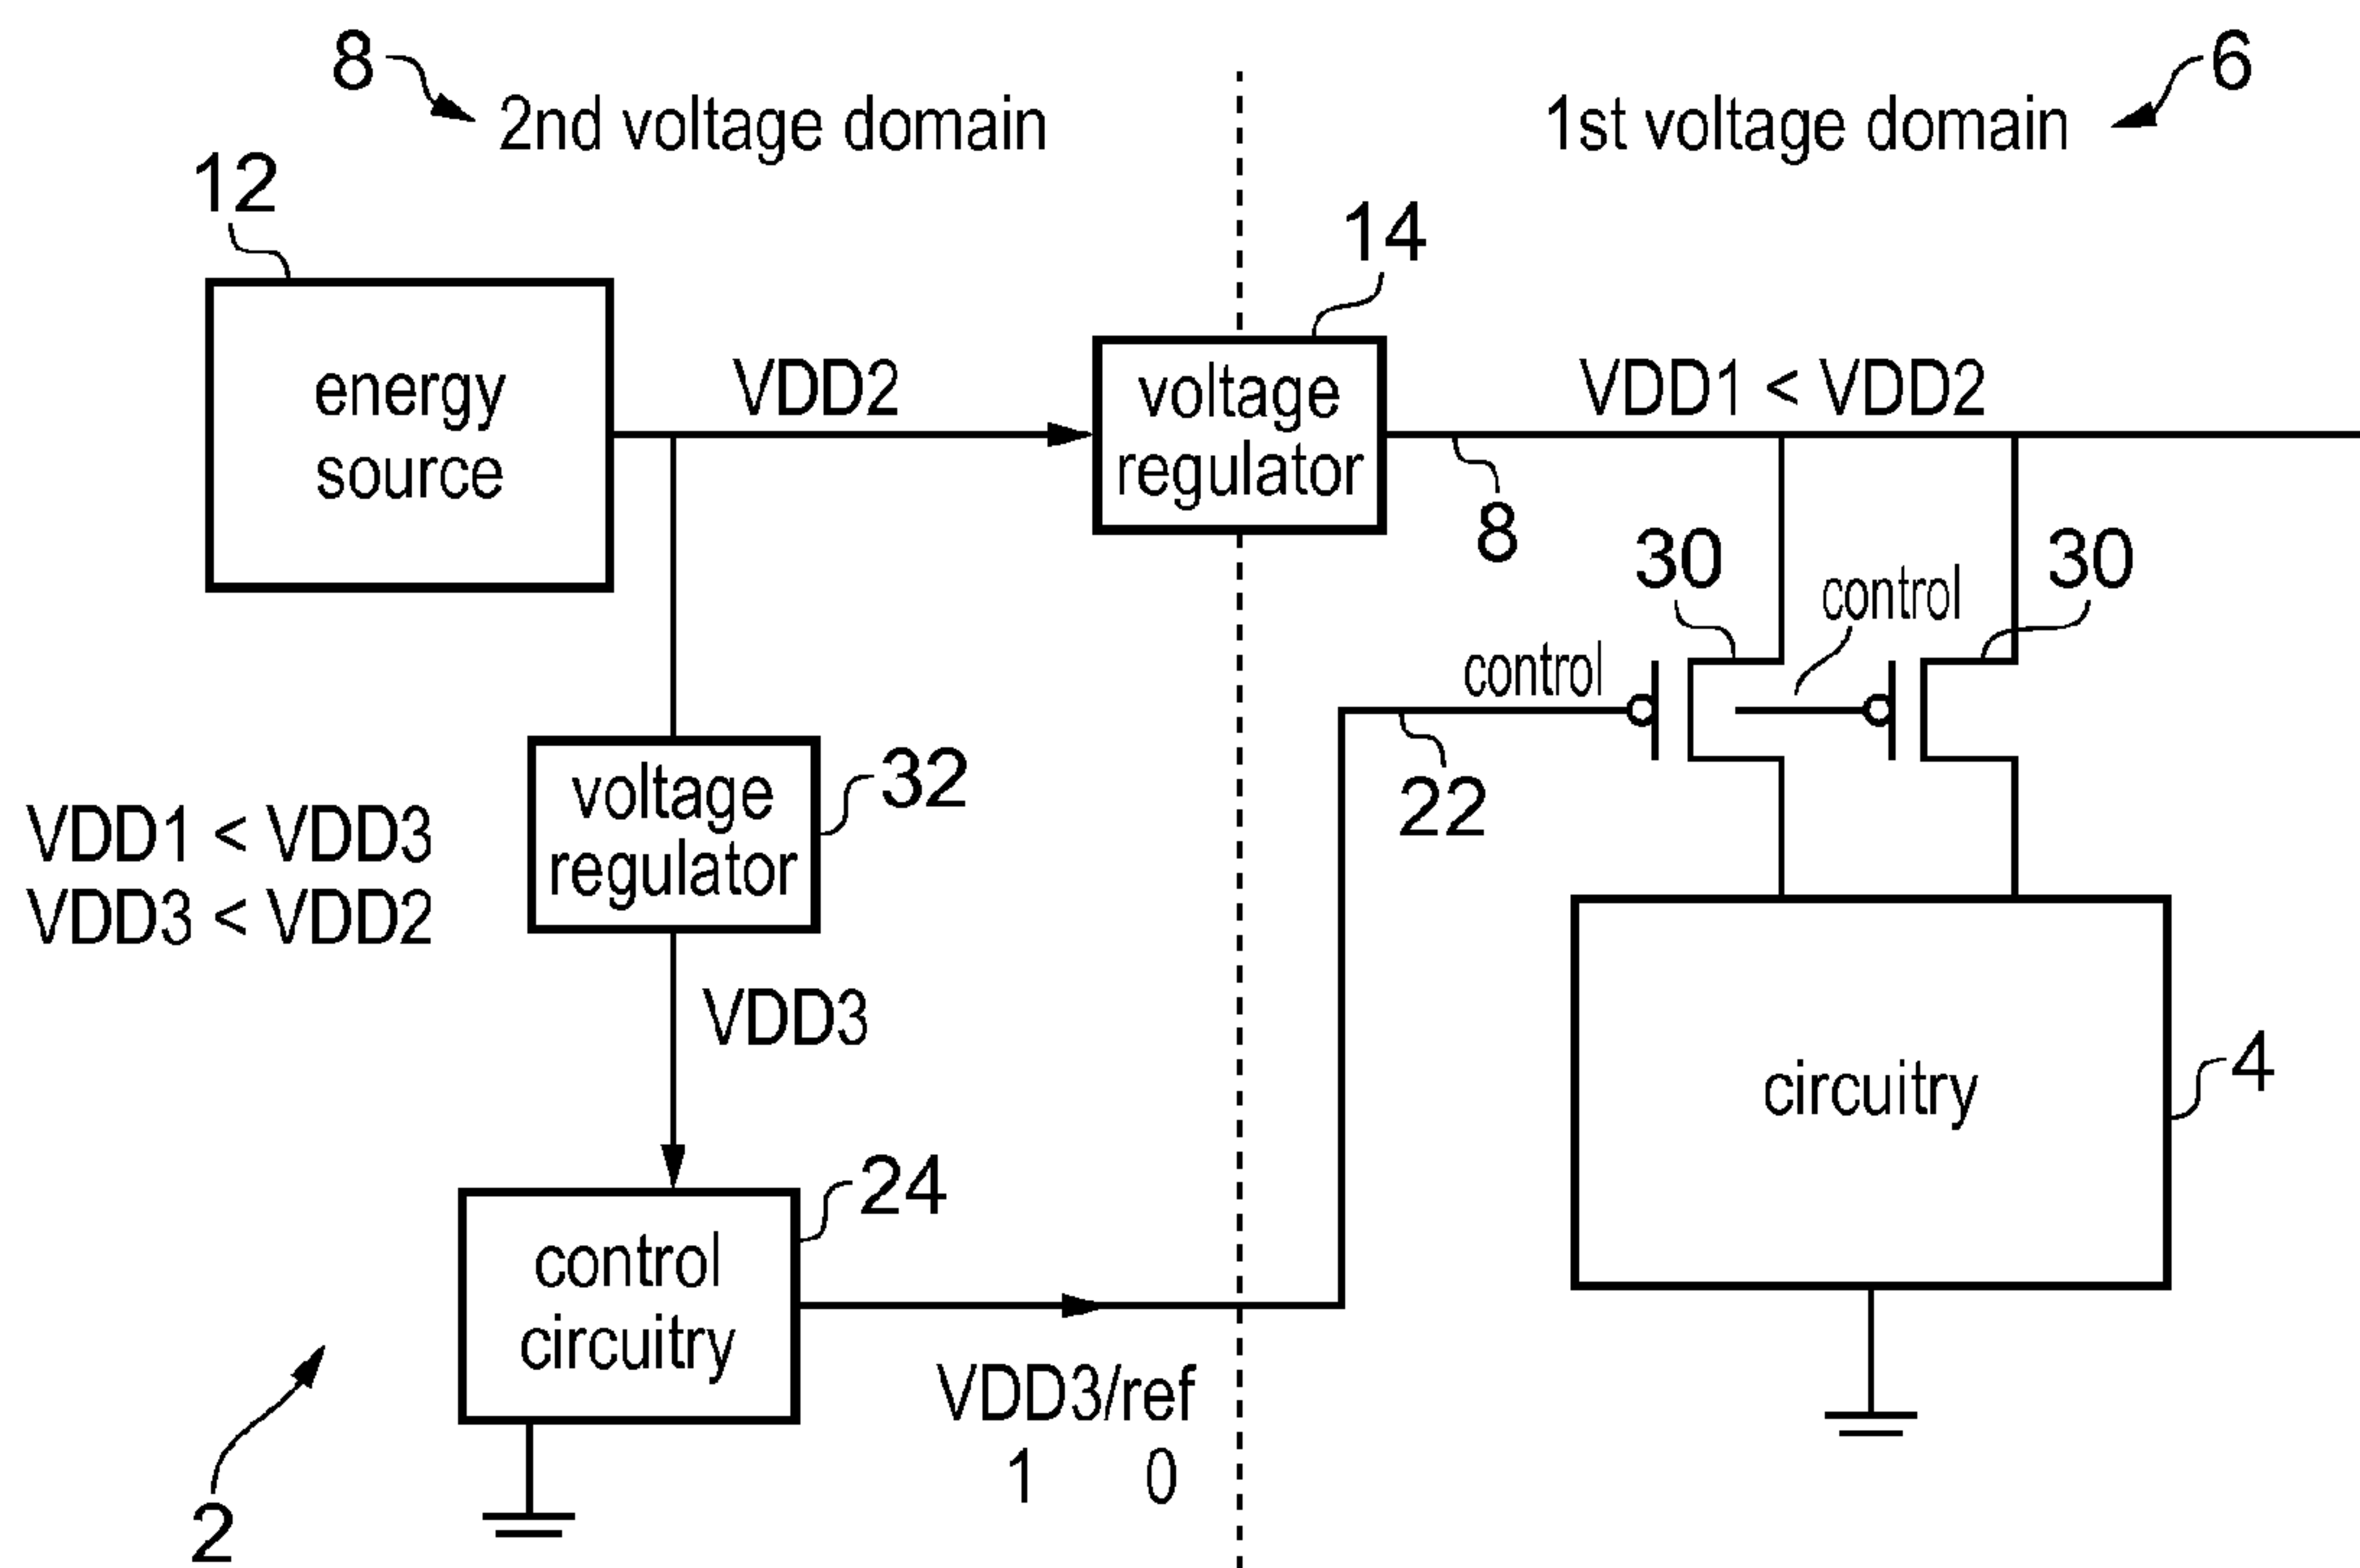 8
2nd voltage domain
1st voltage domain
6
12
14
energy
source
VDD2
voltage
regulator
VDD1 < VDD2
8
30
control
30
control
22
voltage
regulator
32
VDD1 < VDD3
VDD3 < VDD2
VDD3
circuitry
4
24
control
circuitry
VDD3/ref
1 0
2